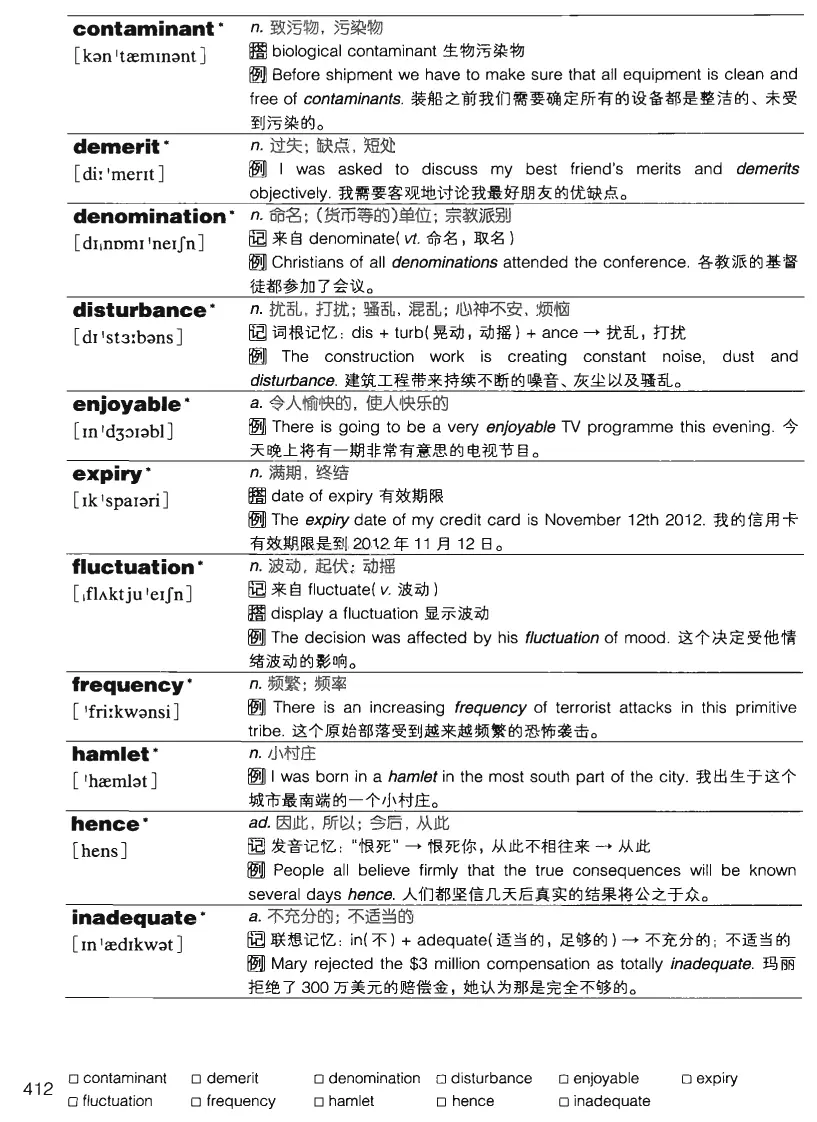 contaminant* n. 致污物，污染物
[kənˈtæmɪnənt] 搭 biological contaminant 生物污染物
例 Before shipment we have to make sure that all equipment is clean and
free of contaminants. 装船之前我们需要确定所有的设备都是整洁的、未受
到污染的。
demerit* n. 过失；缺点，短处
[diːˈmerɪt] 例 I was asked to discuss my best friend's merits and demerits
objectively. 我需要客观地讨论我最好朋友的优缺点。
denomination* n. 命名；(货币等的)单位；宗教派别
[dɪˌnɒmɪˈneɪʃn] 记 来自 denominate( vt. 命名，取名 )
例 Christians of all denominations attended the conference. 各教派的基督
徒都参加了会议。
disturbance* n. 扰乱，打扰；骚乱，混乱；心神不安，烦恼
[dɪˈstɜːbəns] 记 词根记忆：dis + turb( 晃动，动摇 ) + ance → 扰乱，打扰
例 The construction work is creating constant noise, dust and
disturbance. 建筑工程带来持续不断的噪音、灰尘以及骚乱。
enjoyable* a. 令人愉快的，使人快乐的
[ɪnˈdʒɔɪəbl] 例 There is going to be a very enjoyable TV programme this evening. 今
天晚上将有一期非常有意思的电视节目。
expiry* n. 满期，终结
[ɪkˈspaɪəri] 搭 date of expiry 有效期限
例 The expiry date of my credit card is November 12th 2012. 我的信用卡
有效期限是到 2012 年 11 月 12 日。
fluctuation* n. 波动，起伏；动摇
[ˌflʌktjuˈeɪʃn] 记 来自 fluctuate( v. 波动 )
搭 display a fluctuation 显示波动
例 The decision was affected by his fluctuation of mood. 这个决定受他情
绪波动的影响。
frequency* n. 频繁；频率
[ˈfriːkwənsi] 例 There is an increasing frequency of terrorist attacks in this primitive
tribe. 这个原始部落受到越来越频繁的恐怖袭击。
hamlet* n. 小村庄
[ˈhæmlət] 例 I was born in a hamlet in the most south part of the city. 我出生于这个
城市最南端的一个小村庄。
hence* ad. 因此，所以；今后，从此
[hens] 记 发音记忆："恨死" → 恨死你，从此不相往来 → 从此
例 People all believe firmly that the true consequences will be known
several days hence. 人们都坚信几天后真实的结果将公之于众。
inadequate* a. 不充分的；不适当的
[ɪnˈædɪkwət] 记 联想记忆：in( 不 ) + adequate( 适当的，足够的 ) → 不充分的；不适当的
例 Mary rejected the $3 million compensation as totally inadequate. 玛丽
拒绝了 300 万美元的赔偿金，她认为那是完全不够的。
□ contaminant □ demerit □ denomination □ disturbance □ enjoyable □ expiry
412
□ fluctuation □ frequency □ hamlet □ hence □ inadequate